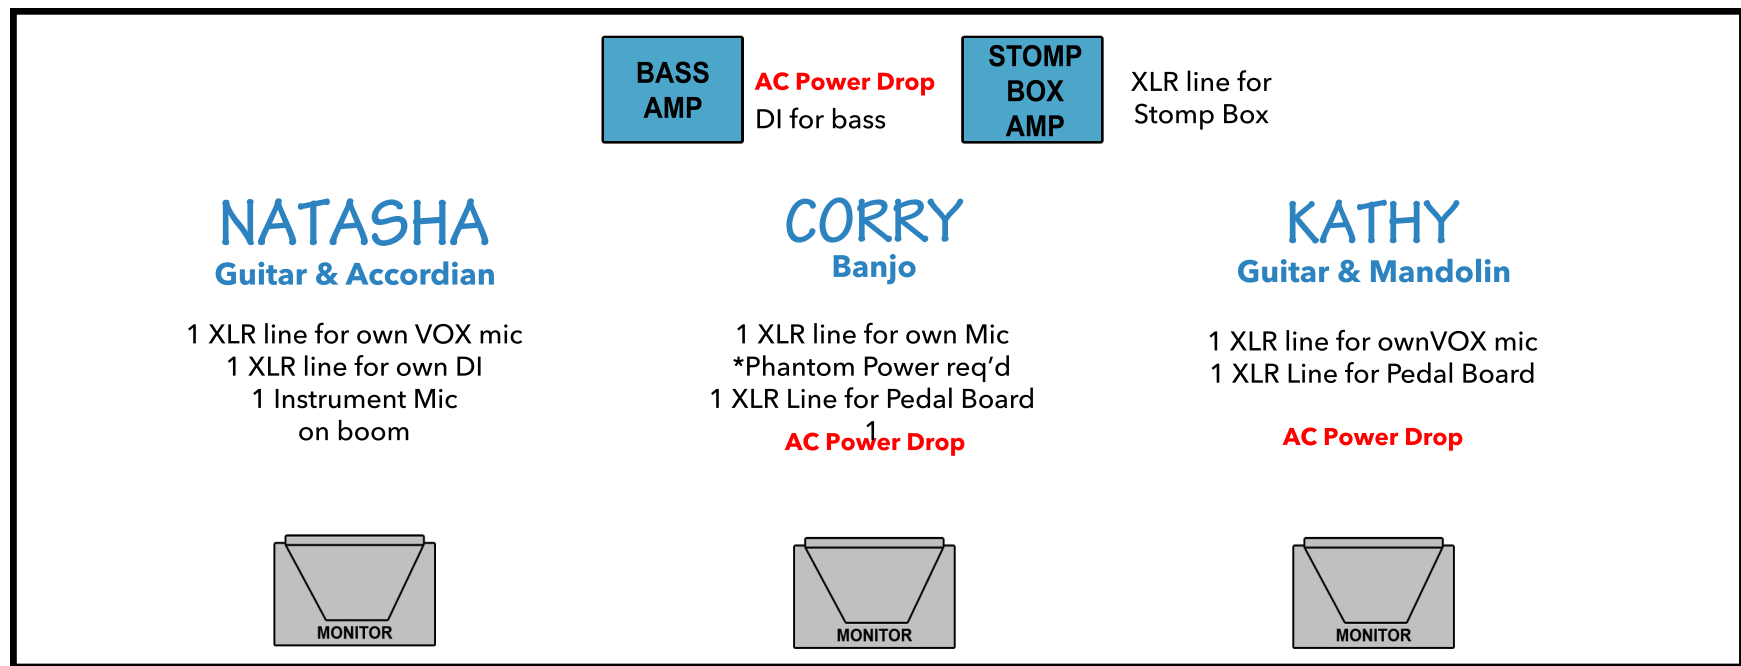 BASS
AMP
AC Power Drop
DI for bass
STOMP
BOX
AMP
XLR line for
Stomp Box
NATASHA
Guitar & Accordian
1 XLR line for own VOX mic
1 XLR line for own DI
1 Instrument Mic
on boom
CORRY
Banjo
1 XLR line for own Mic
*Phantom Power req’d
1 XLR Line for Pedal Board
1
AC Power Drop
KATHY
Guitar & Mandolin
1 XLR line for ownVOX mic
1 XLR Line for Pedal Board
AC Power Drop
MONITOR
MONITOR
MONITOR